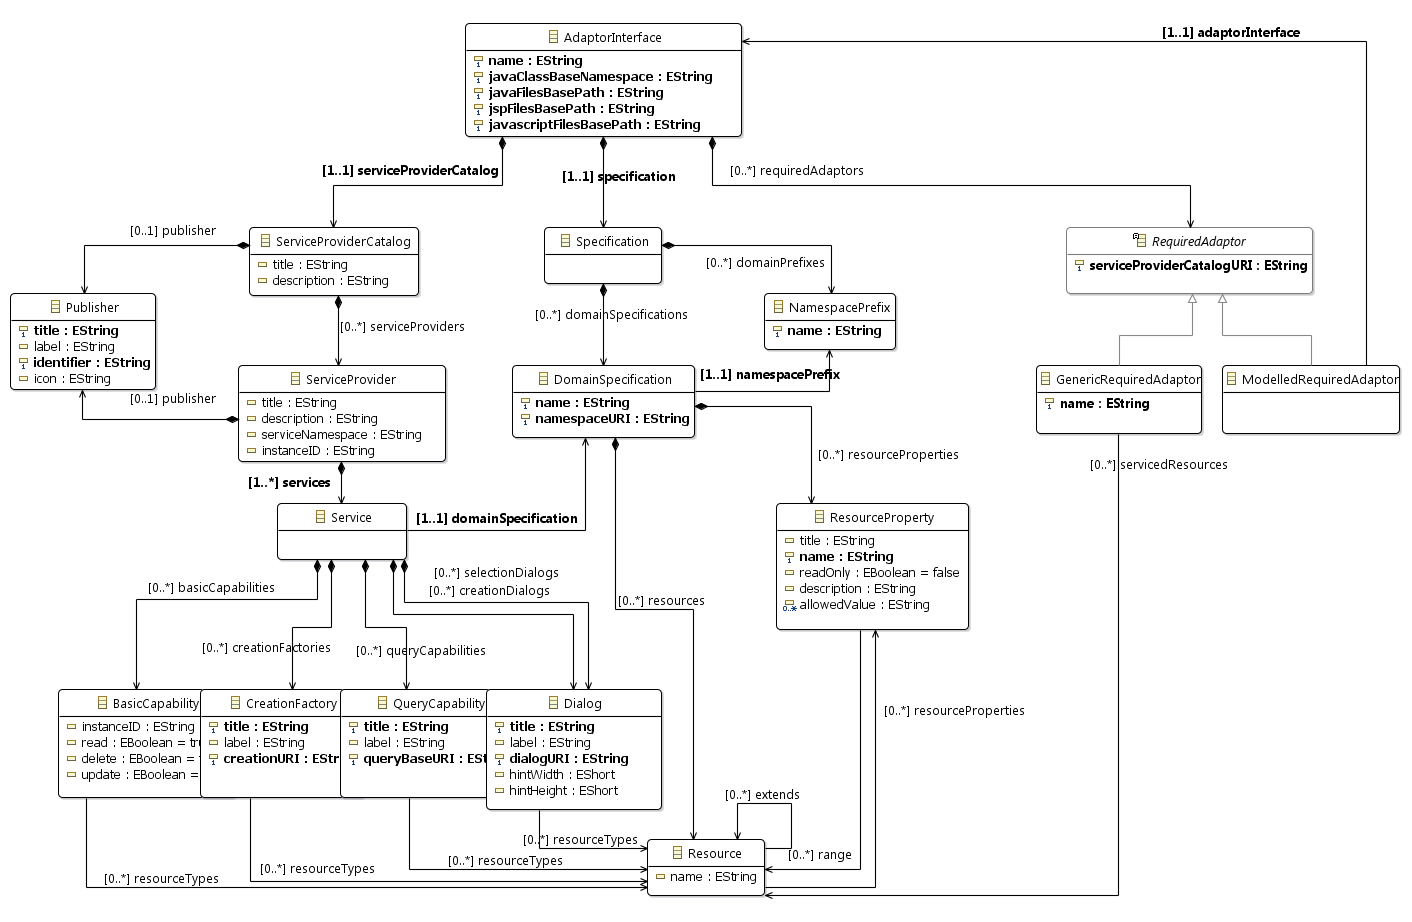 [1..1] adaptorInterface
AdaptorInterface
name : EString
javaClassBaseNamespace : EString
javaFilesBasePath : EString
jspFilesBasePath : EString
javascriptFilesBasePath : EString
[1..1] serviceProviderCatalog
[1..1] specification
[0..*] requiredAdaptors
[0..1] publisher
ServiceProviderCatalog
title : EString
description : EString
Specification
[0..*] domainPrefixes
RequiredAdaptor
serviceProviderCatalogURI : EString
Publisher
title : EString
label : EString
identifier : EString
icon : EString
[0..*] serviceProviders
[0..*] domainSpecifications
NamespacePrefix
name : EString
[0..1] publisher
ServiceProvider
title : EString
description : EString
serviceNamespace : EString
instanceID : EString
DomainSpecification
name : EString
namespaceURI : EString
[1..1] namespacePrefix
GenericRequiredAdaptor
name : EString
ModelledRequiredAdaptor
[0..*] resourceProperties
[0..*] servicedResources
[1..*] services
Service
[1..1] domainSpecification
ResourceProperty
title : EString
name : EString
readOnly : EBoolean = false
description : EString
0..* allowedValue : EString
[0..*] basicCapabilities
[0..*] selectionDialogs
[0..*] creationDialogs
[0..*] resources
[0..*] creationFactories
[0..*] queryCapabilities
BasicCapability
instanceID : EString
read : EBoolean = tr
delete : EBoolean =
update : EBoolean =
CreationFactory
title : EString
label : EString
creationURI : EStr
QueryCapability
title : EString
label : EString
queryBaseURI : ESt
Dialog
title : EString
label : EString
dialogURI : EString
hintWidth : EShort
hintHeight : EShort
[0..*] resourceProperties
[0..*] extends
[0..*] resourceTypes
[0..*] resourceTypes
[0..*] resourceTypes
[0..*] resourceTypes
Resource
name : EString
[0..*] range